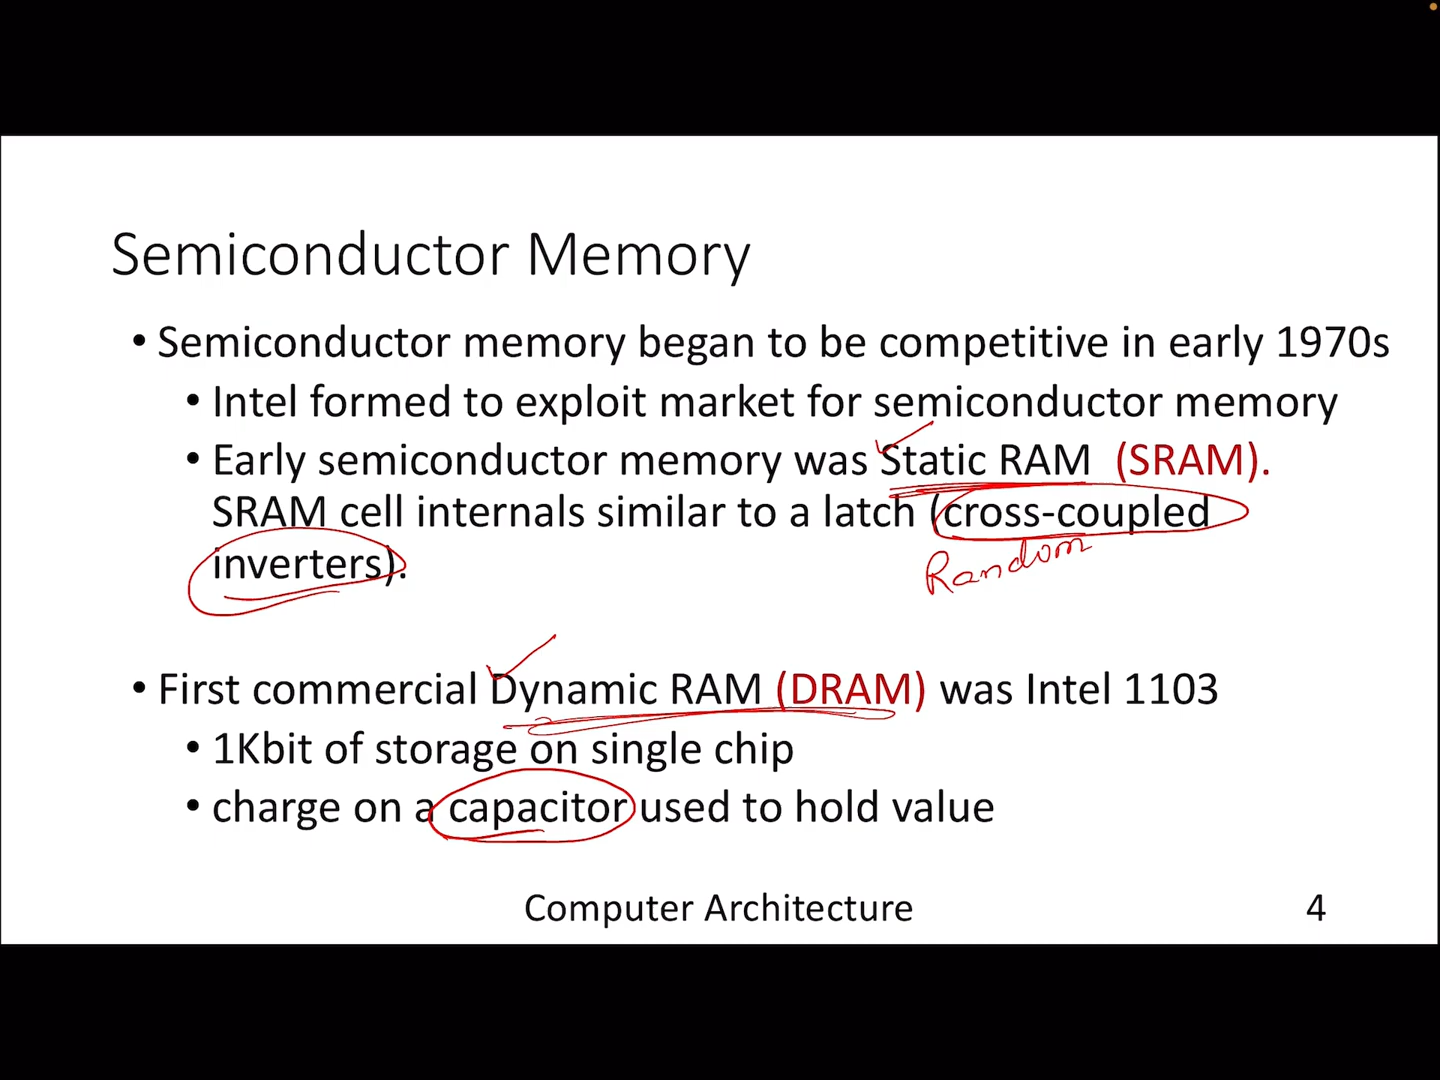 Semiconductor Memory
• Semiconductor memory began to be competitive in early 1970s
• Intel formed to exploit market for semiconductor memory
• Early semiconductor memory was Static RAM (SRAM).
SRAM cell internals similar to a latch (cross-coupled
inverters).
Random
• First commercial Dynamic RAM (DRAM) was Intel 1103
• 1Kbit of storage on single chip
• charge on a capacitor used to hold value
Computer Architecture 4